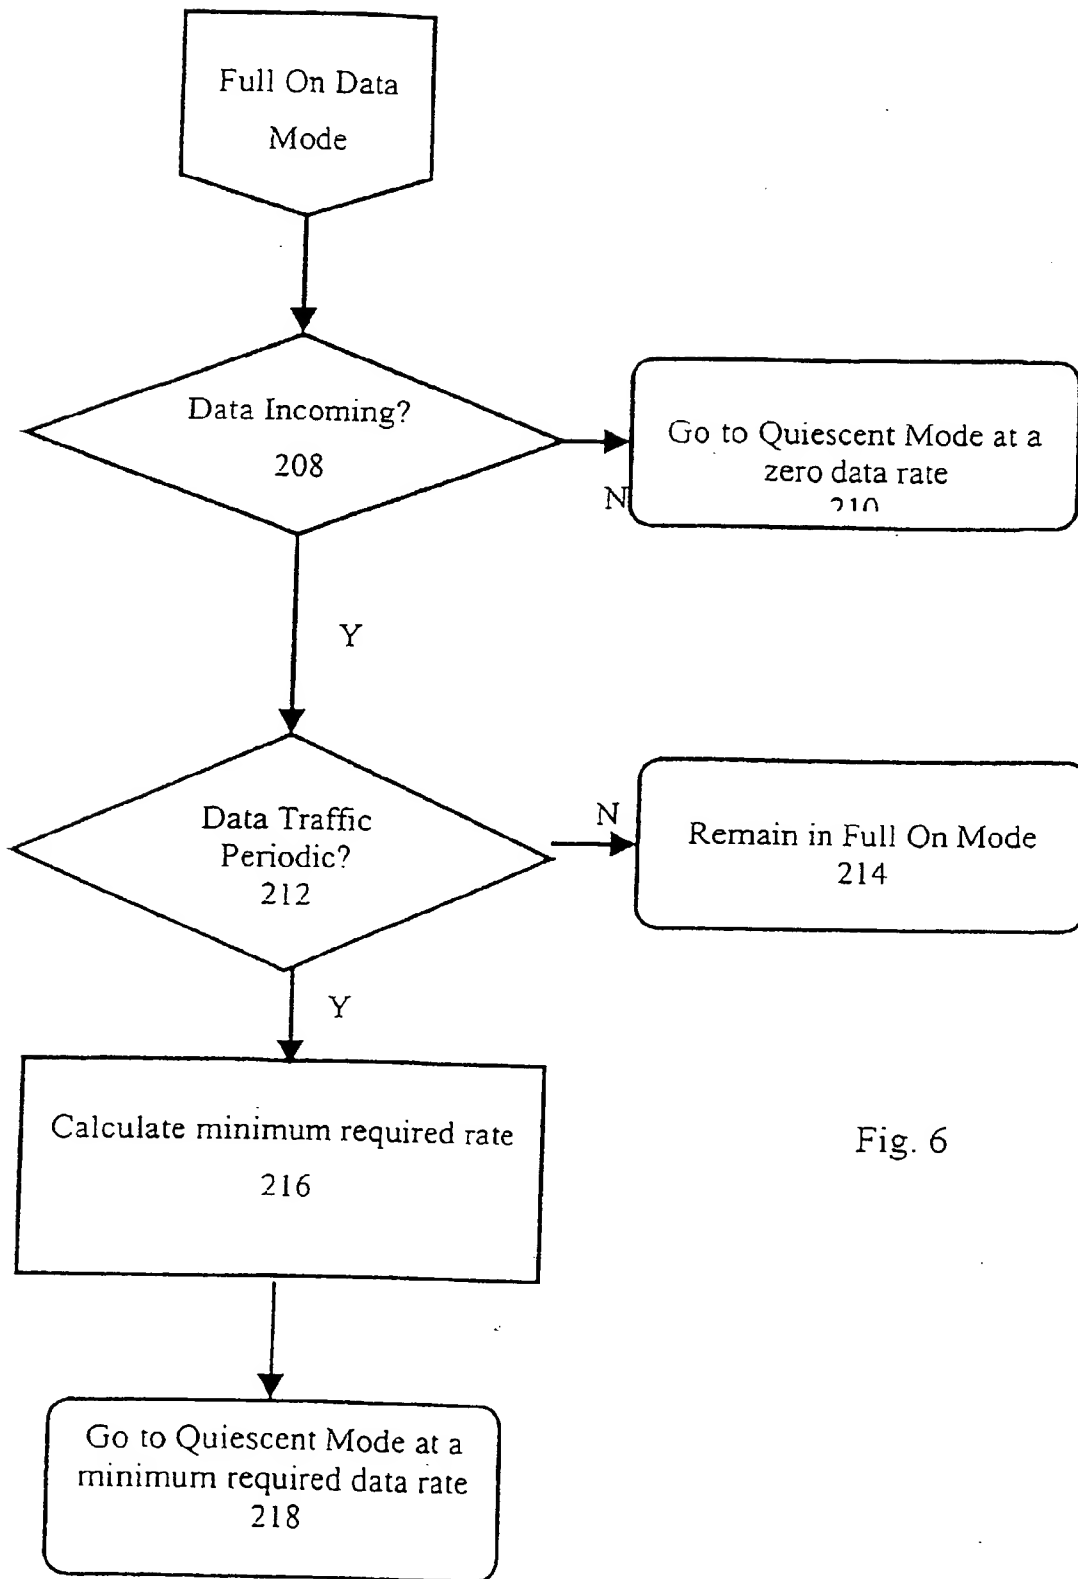 Full On Data
Mode
Data Incoming?
208
N
Go to Quiescent Mode at a
zero data rate
210
Y
Data Traffic
Periodic?
212
N
Remain in Full On Mode
214
Y
Calculate minimum required rate
216
Fig. 6
Go to Quiescent Mode at a
minimum required data rate
218